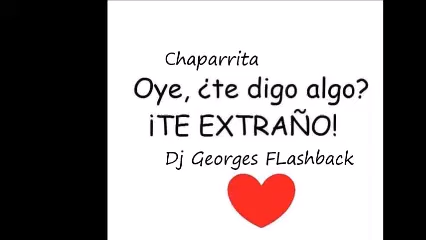 Chaparrita
Oye, ¿te digo algo?
¡TE EXTRAÑO!
Dj Georges FLashback